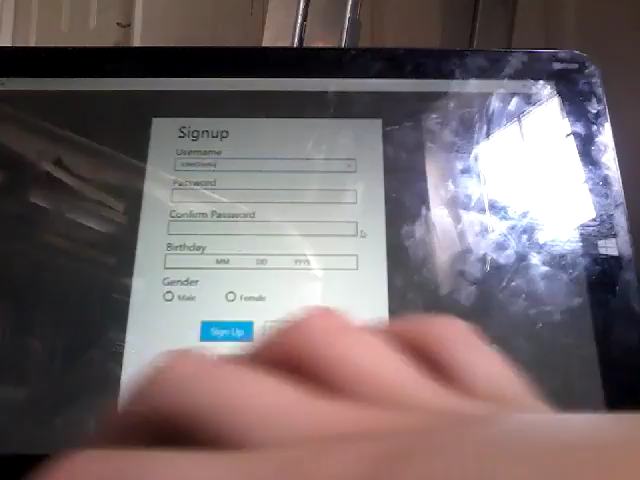 Signup
Username
Password
Confirm Password
Birthday
MM DD YYYY
Gender
Male Female
Sign Up